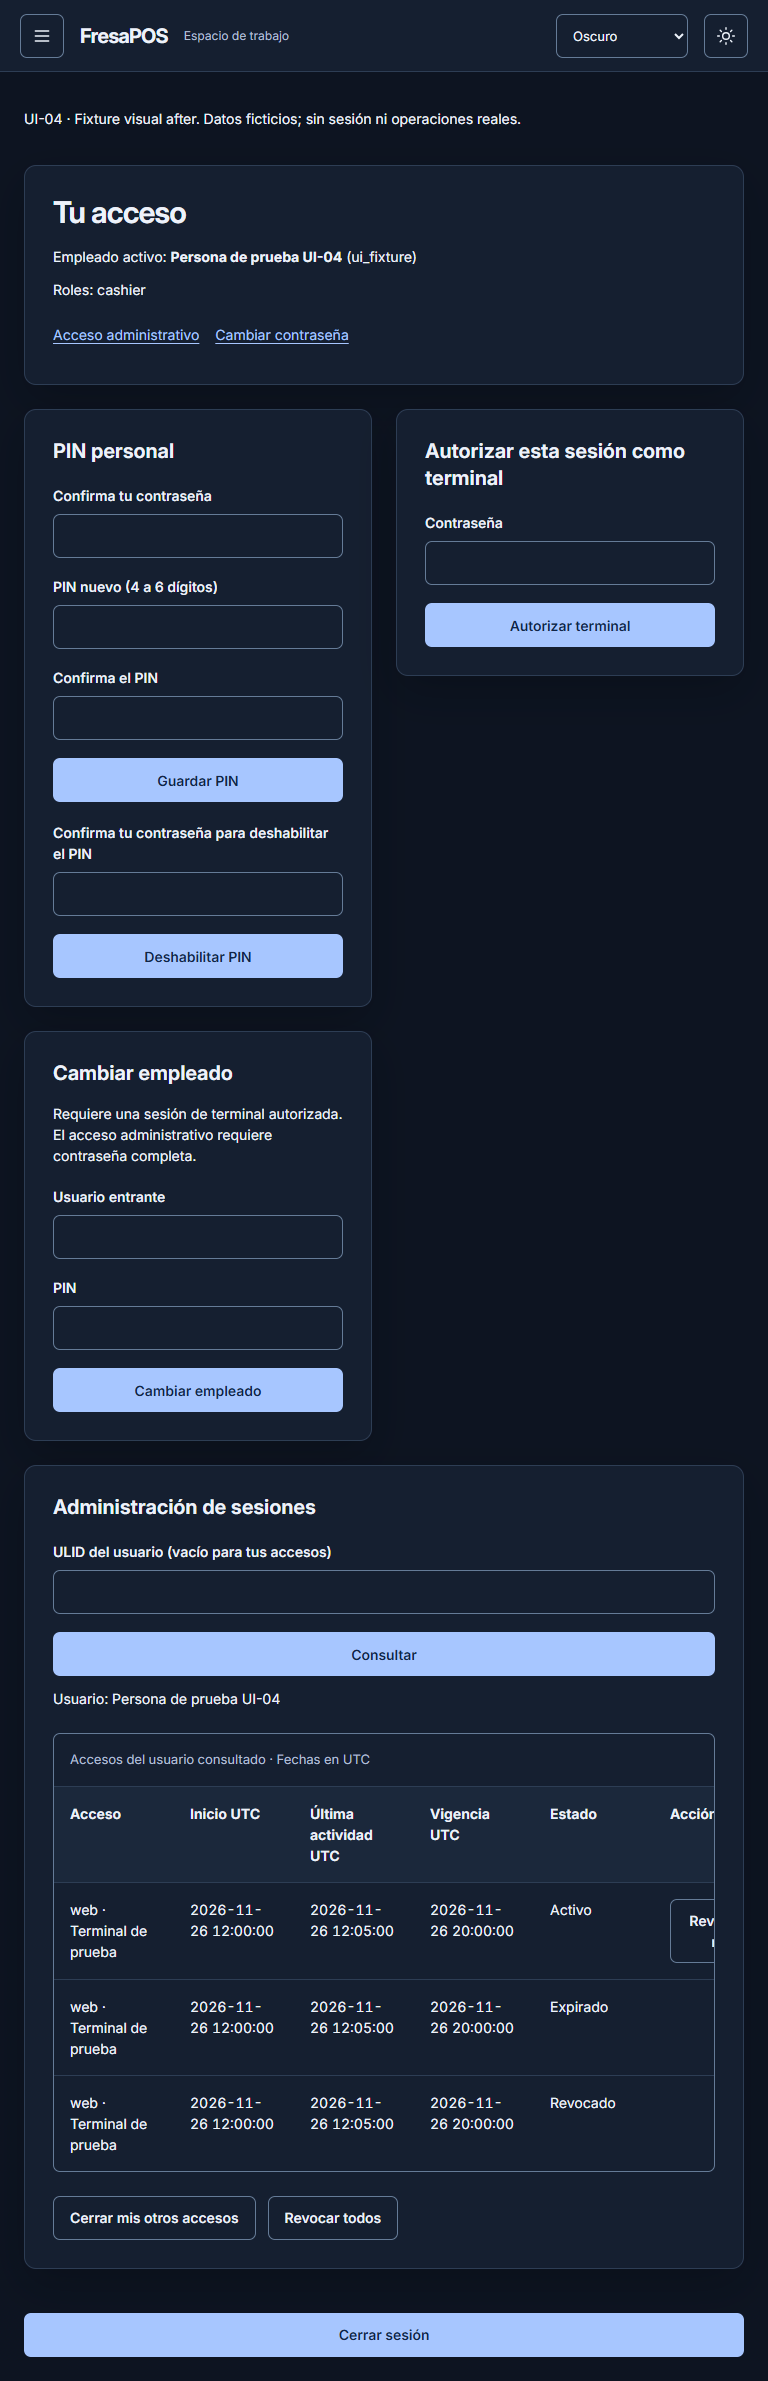 FresaPOS
Espacio de trabajo
Oscuro
UI-04 · Fixture visual after. Datos ficticios; sin sesión ni operaciones reales.
Tu acceso
Empleado activo: Persona de prueba UI-04 (ui_fixture)
Roles: cashier
Acceso administrativo
Cambiar contraseña
PIN personal
Confirma tu contraseña
PIN nuevo (4 a 6 dígitos)
Confirma el PIN
Guardar PIN
Confirma tu contraseña para deshabilitar
el PIN
Deshabilitar PIN
Autorizar esta sesión como
terminal
Contraseña
Autorizar terminal
Cambiar empleado
Requiere una sesión de terminal autorizada.
El acceso administrativo requiere
contraseña completa.
Usuario entrante
PIN
Cambiar empleado
Administración de sesiones
ULID del usuario (vacío para tus accesos)
Consultar
Usuario: Persona de prueba UI-04
Accesos del usuario consultado · Fechas en UTC
Acceso
Inicio UTC
Última
actividad
UTC
Vigencia
UTC
Estado
Acción
web ·
Terminal de
prueba
2026-11-
26 12:00:00
2026-11-
26 12:05:00
2026-11-
26 20:00:00
Activo
Rev
web ·
Terminal de
prueba
2026-11-
26 12:00:00
2026-11-
26 12:05:00
2026-11-
26 20:00:00
Expirado
web ·
Terminal de
prueba
2026-11-
26 12:00:00
2026-11-
26 12:05:00
2026-11-
26 20:00:00
Revocado
Cerrar mis otros accesos
Revocar todos
Cerrar sesión